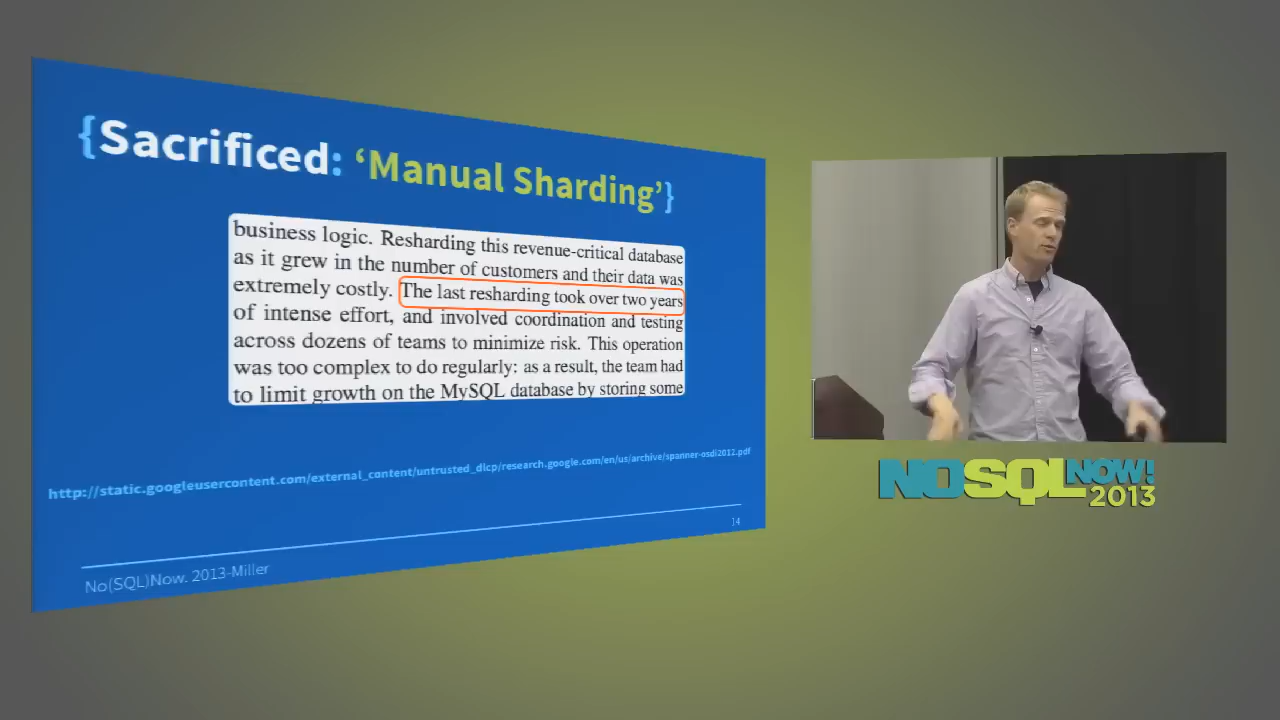 {Sacrificed: ‘Manual Sharding’}
business logic. Resharding this revenue-critical database
as it grew in the number of customers and their data was
extremely costly. The last resharding took over two years
of intense effort, and involved coordination and testing
across dozens of teams to minimize risk. This operation
was too complex to do regularly: as a result, the team had
to limit growth on the MySQL database by storing some
http://static.googleusercontent.com/external_content/untrusted_dlcp/research.google.com/en/us/archive/spanner-osdi2012.pdf
14
No(SQL)Now. 2013-Miller
NOSQL NOW!
2013